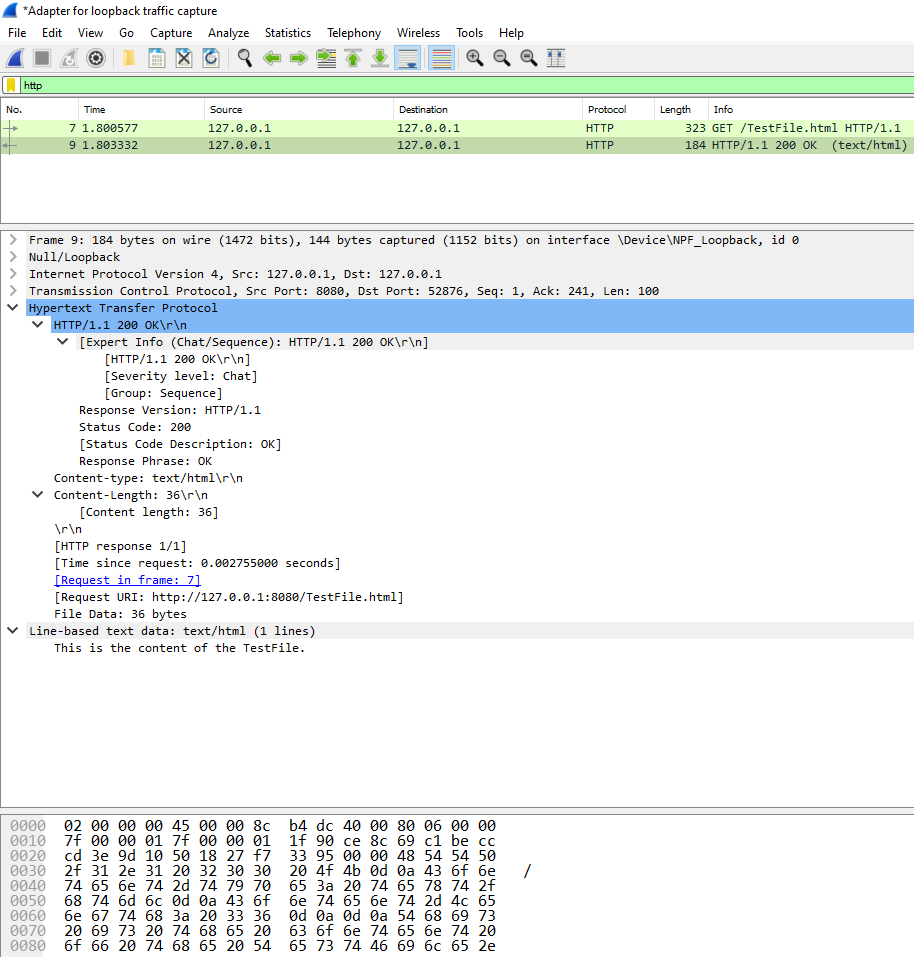 *Adapter for loopback traffic capture
File Edit View Go Capture Analyze Statistics Telephony Wireless Tools Help
http
No. Time Source Destination Protocol Length Info
7 1.800577 127.0.0.1 127.0.0.1 HTTP 323 GET /TestFile.html HTTP/1.1
9 1.803332 127.0.0.1 127.0.0.1 HTTP 184 HTTP/1.1 200 OK (text/html)
Frame 9: 184 bytes on wire (1472 bits), 144 bytes captured (1152 bits) on interface \Device\NPF_Loopback, id 0
Null/Loopback
Internet Protocol Version 4, Src: 127.0.0.1, Dst: 127.0.0.1
Transmission Control Protocol, Src Port: 8080, Dst Port: 52876, Seq: 1, Ack: 241, Len: 100
Hypertext Transfer Protocol
HTTP/1.1 200 OK\r\n
[Expert Info (Chat/Sequence): HTTP/1.1 200 OK\r\n]
[HTTP/1.1 200 OK\r\n]
[Severity level: Chat]
[Group: Sequence]
Response Version: HTTP/1.1
Status Code: 200
[Status Code Description: OK]
Response Phrase: OK
Content-type: text/html\r\n
Content-Length: 36\r\n
[Content length: 36]
\r\n
[HTTP response 1/1]
[Time since request: 0.002755000 seconds]
[Request in frame: 7]
[Request URI: http://127.0.0.1:8080/TestFile.html]
File Data: 36 bytes
Line-based text data: text/html (1 lines)
This is the content of the TestFile.
0000 02 00 00 00 45 00 00 8c b4 dc 40 00 80 06 00 00
0010 7f 00 00 01 7f 00 00 01 1f 90 ce 8c 69 c1 be cc
0020 cd 3e 9d 10 50 18 27 f7 33 95 00 00 48 54 54 50
0030 2f 31 2e 31 20 32 30 30 20 4f 4b 0d 0a 43 6f 6e /
0040 74 65 6e 74 2d 74 79 70 65 3a 20 74 65 78 74 2f
0050 68 74 6d 6c 0d 0a 43 6f 6e 74 65 6e 74 2d 4c 65
0060 6e 67 74 68 3a 20 33 36 0d 0a 0d 0a 54 68 69 73
0070 20 69 73 20 74 68 65 20 63 6f 6e 74 65 6e 74 20
0080 6f 66 20 74 68 65 20 54 65 73 74 46 69 6c 65 2e